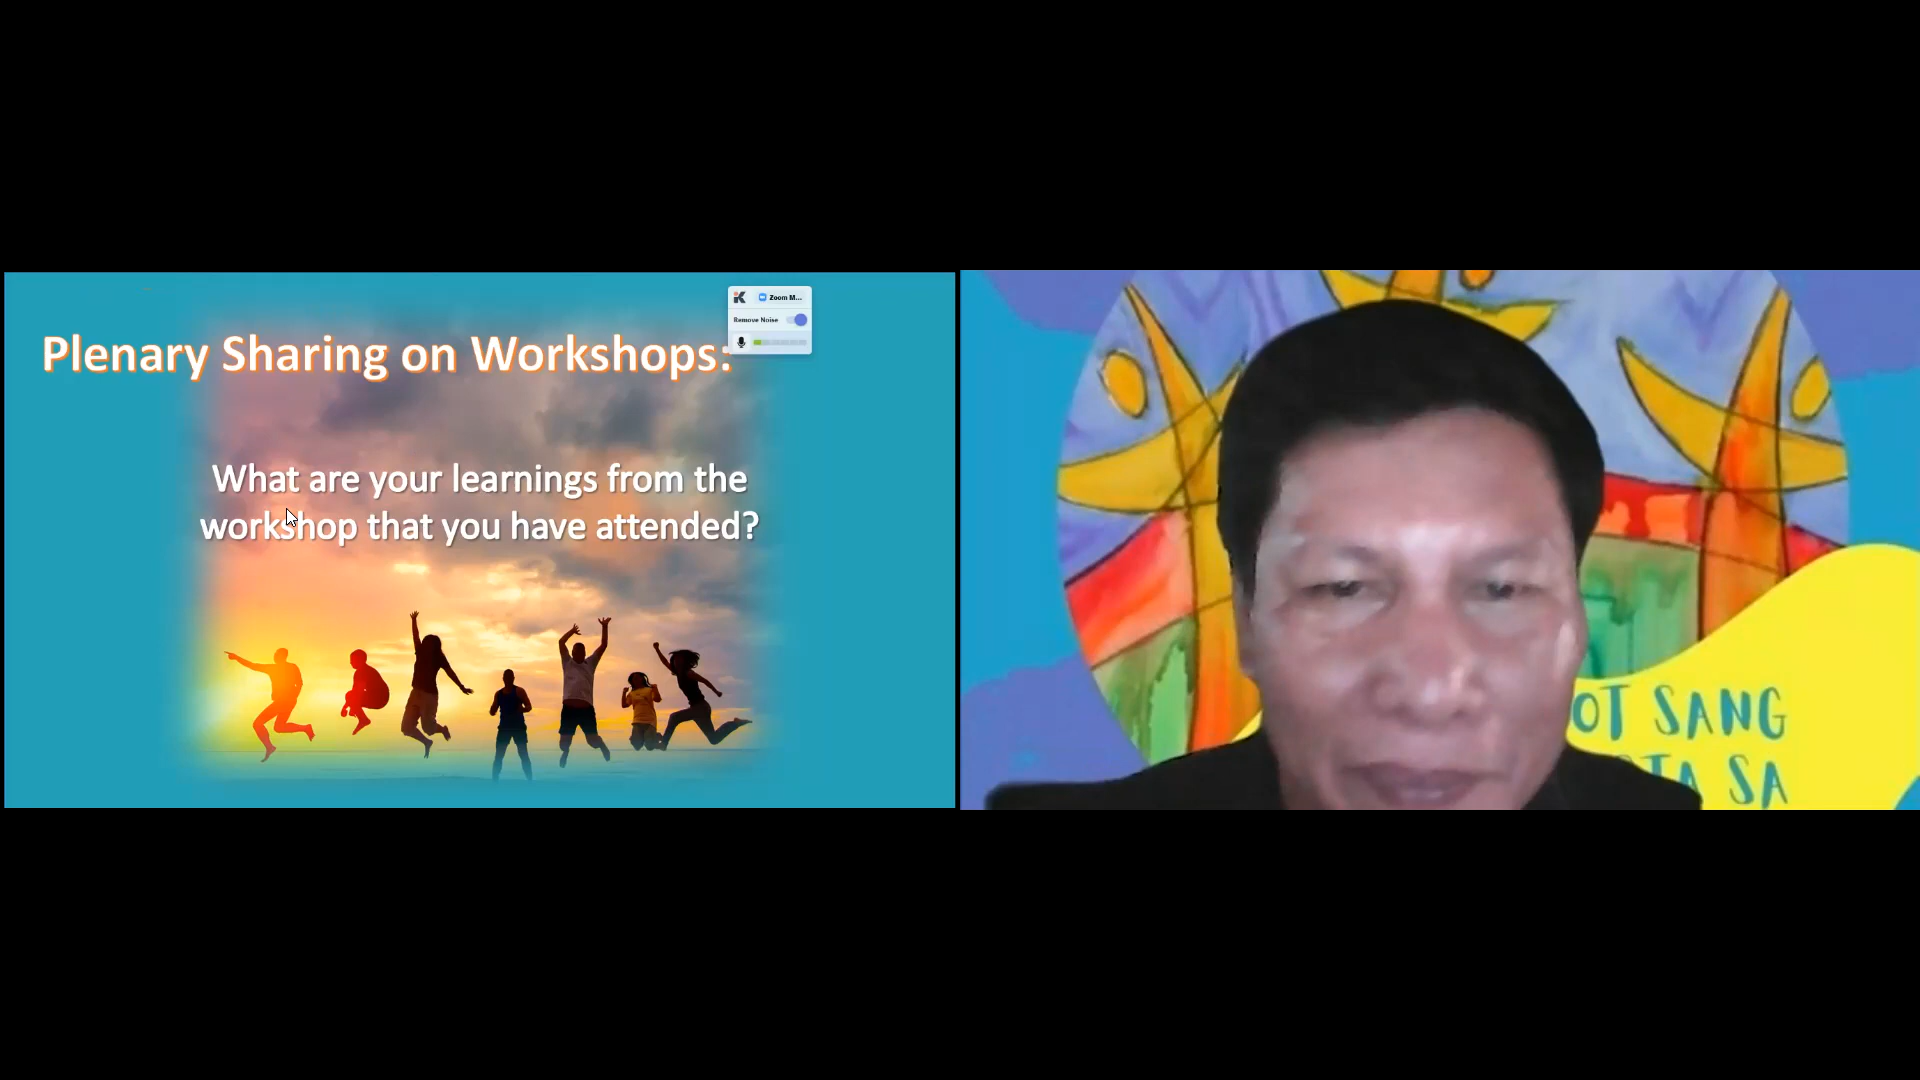 Plenary Sharing on Workshops:
What are your learnings from the
workshop that you have attended?
Zoom M...
Remove Noise
OT SANG
SA